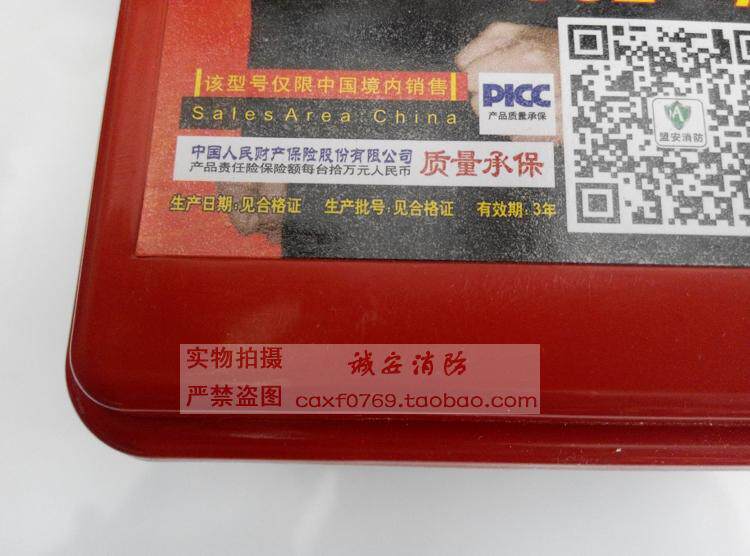 该型号仅限中国境内销售
Sales Area: China
PICC
产品质量承保
中国人民财产保险股份有限公司
产品责任险保险额每台拾万元人民币
质量承保
盟安消防
生产日期:见合格证 生产批号:见合格证 有效期:3年
实物拍摄 诚安消防
严禁盗图 caxf0769.taobao.com